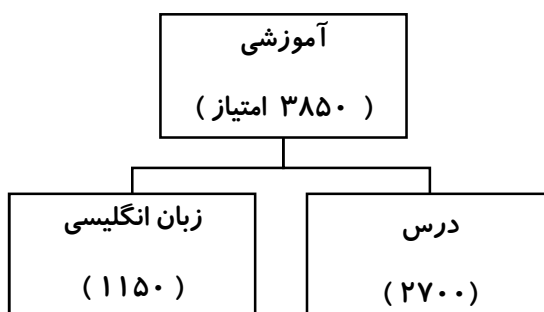 آموزشی
( ۳۸۵۰ امتیاز )
درس
(۲۷۰۰ )
زبان انگلیسی
( ۱۱۵۰ )